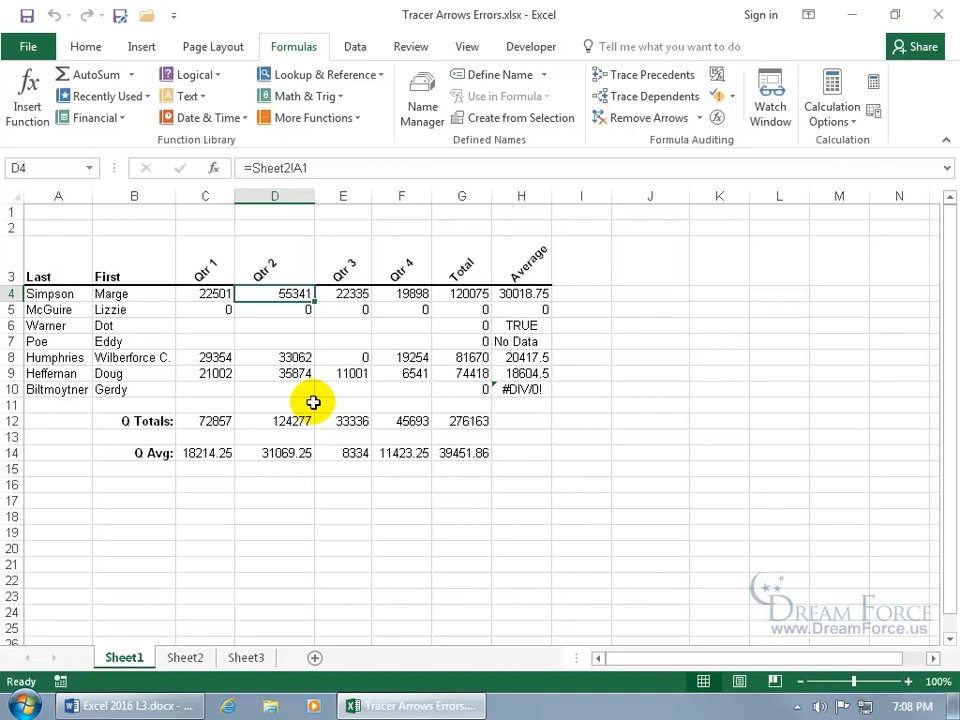 Tracer Arrows Errors.xlsx - Excel
Sign in
File Home Insert Page Layout Formulas Data Review View Developer Tell me what you want to do Share
fx Insert Function
AutoSum Recently Used Financial
Logical Text Date & Time
Lookup & Reference Math & Trig More Functions
Function Library
Name Manager
Define Name Use in Formula Create from Selection
Defined Names
Trace Precedents Trace Dependents Remove Arrows
Watch Window
Formula Auditing
Calculation Options
Calculation
D4 fx =Sheet2!A1
A B C D E F G H I J K L M N
1
2
3 Last First Qtr 1 Qtr 2 Qtr 3 Qtr 4 Total Average
4 Simpson Marge 22501 55341 22335 19898 120075 30018.75
5 McGuire Lizzie 0 0 0 0 0 0
6 Warner Dot 0 TRUE
7 Poe Eddy 0 No Data
8 Humphries Wilberforce C. 29354 33062 0 19254 81670 20417.5
9 Heffernan Doug 21002 35874 11001 6541 74418 18604.5
10 Biltmoytner Gerdy 0 #DIV/0!
11
12 Q Totals: 72857 124277 33336 45693 276163
13
14 Q Avg: 18214.25 31069.25 8334 11423.25 39451.86
15
16
17
18
19
20
21
22
23
24
25
26
DREAM FORCE
www.DreamForce.us
Sheet1 Sheet2 Sheet3
Ready 100%
Excel 2016 L3.docx - ... Tracer Arrows Errors.... 7:08 PM